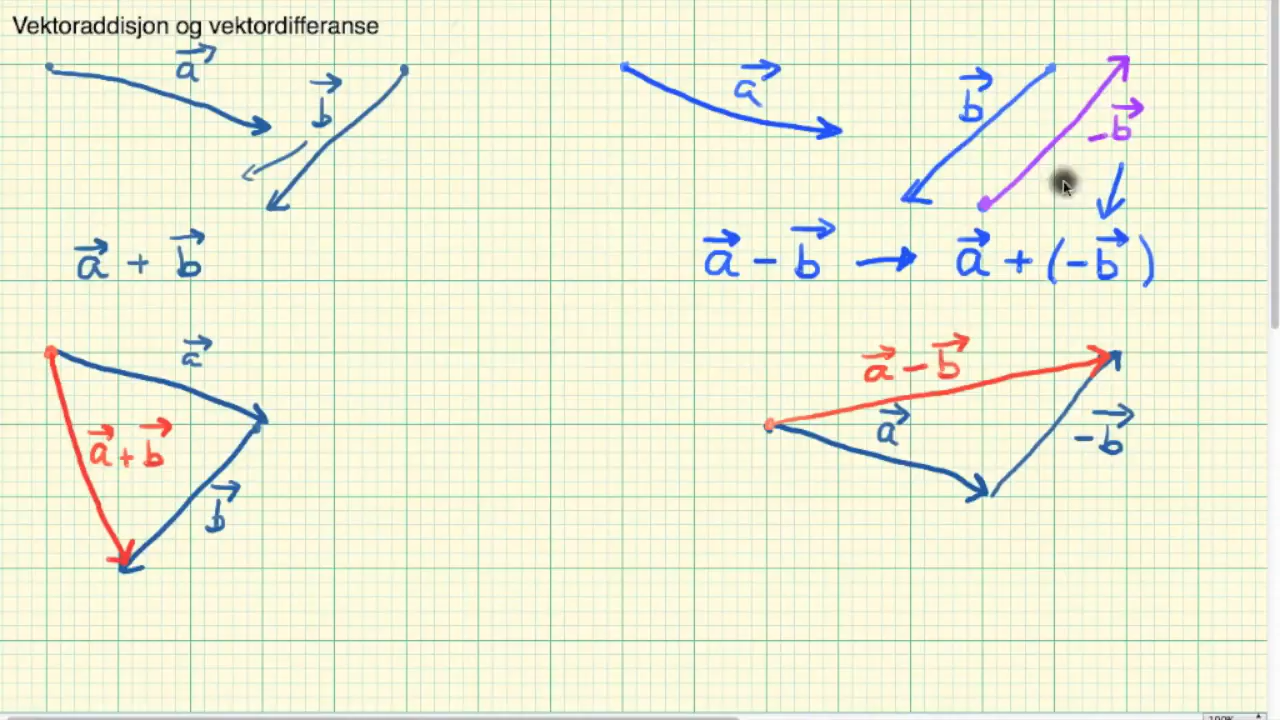 Vektoraddisjon og vektordifferanse
a⃗
b⃗
a⃗ + b⃗
a⃗
a⃗ + b⃗
b⃗
a⃗
b⃗
-b⃗
a⃗ - b⃗ → a⃗ + (-b⃗)
a⃗ - b⃗
a⃗
-b⃗